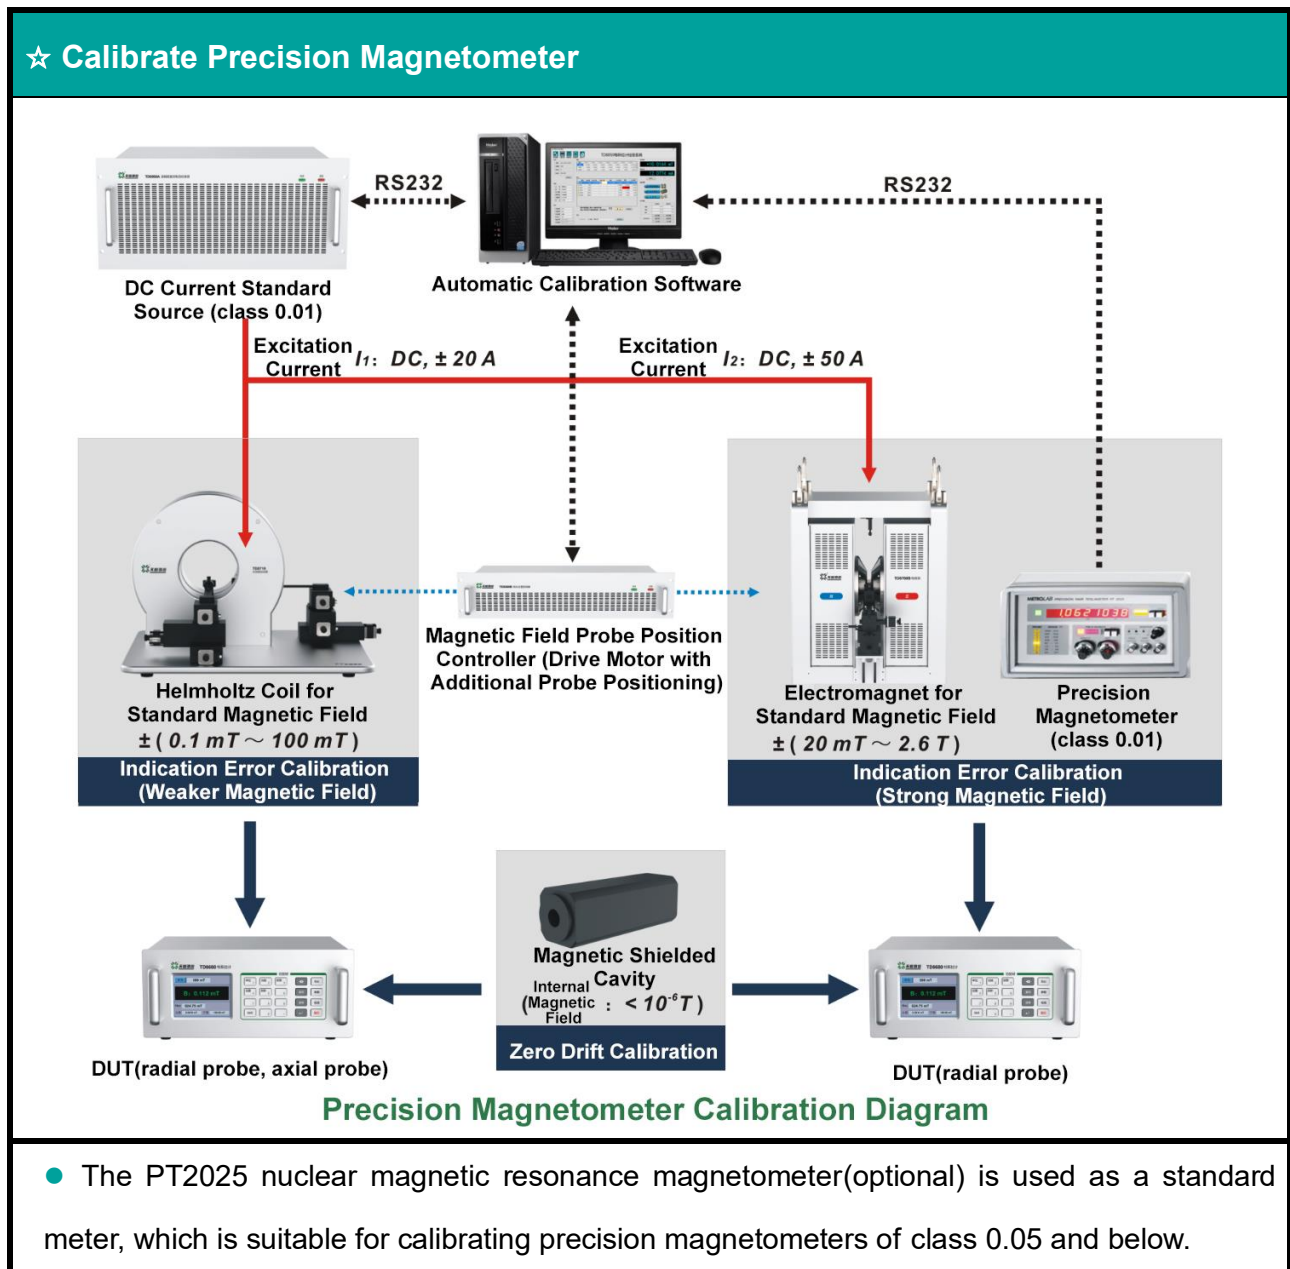 ☆ Calibrate Precision Magnetometer
RS232
RS232
DC Current Standard
Source (class 0.01)
Automatic Calibration Software
Excitation
Current
I₁: DC, ± 20 A
Excitation
Current
I₂: DC, ± 50 A
Magnetic Field Probe Position
Controller (Drive Motor with
Additional Probe Positioning)
METROLAB
1.0621038
Helmholtz Coil for
Standard Magnetic Field
± ( 0.1 mT ~ 100 mT )
Indication Error Calibration
(Weaker Magnetic Field)
Electromagnet for
Standard Magnetic Field
± ( 20 mT ~ 2.6 T )
Precision
Magnetometer
(class 0.01)
Indication Error Calibration
(Strong Magnetic Field)
Magnetic Shielded
Cavity
(Internal Magnetic Field : < 10⁻⁶T )
Zero Drift Calibration
DUT(radial probe, axial probe)
DUT(radial probe)
Precision Magnetometer Calibration Diagram
● The PT2025 nuclear magnetic resonance magnetometer(optional) is used as a standard
meter, which is suitable for calibrating precision magnetometers of class 0.05 and below.